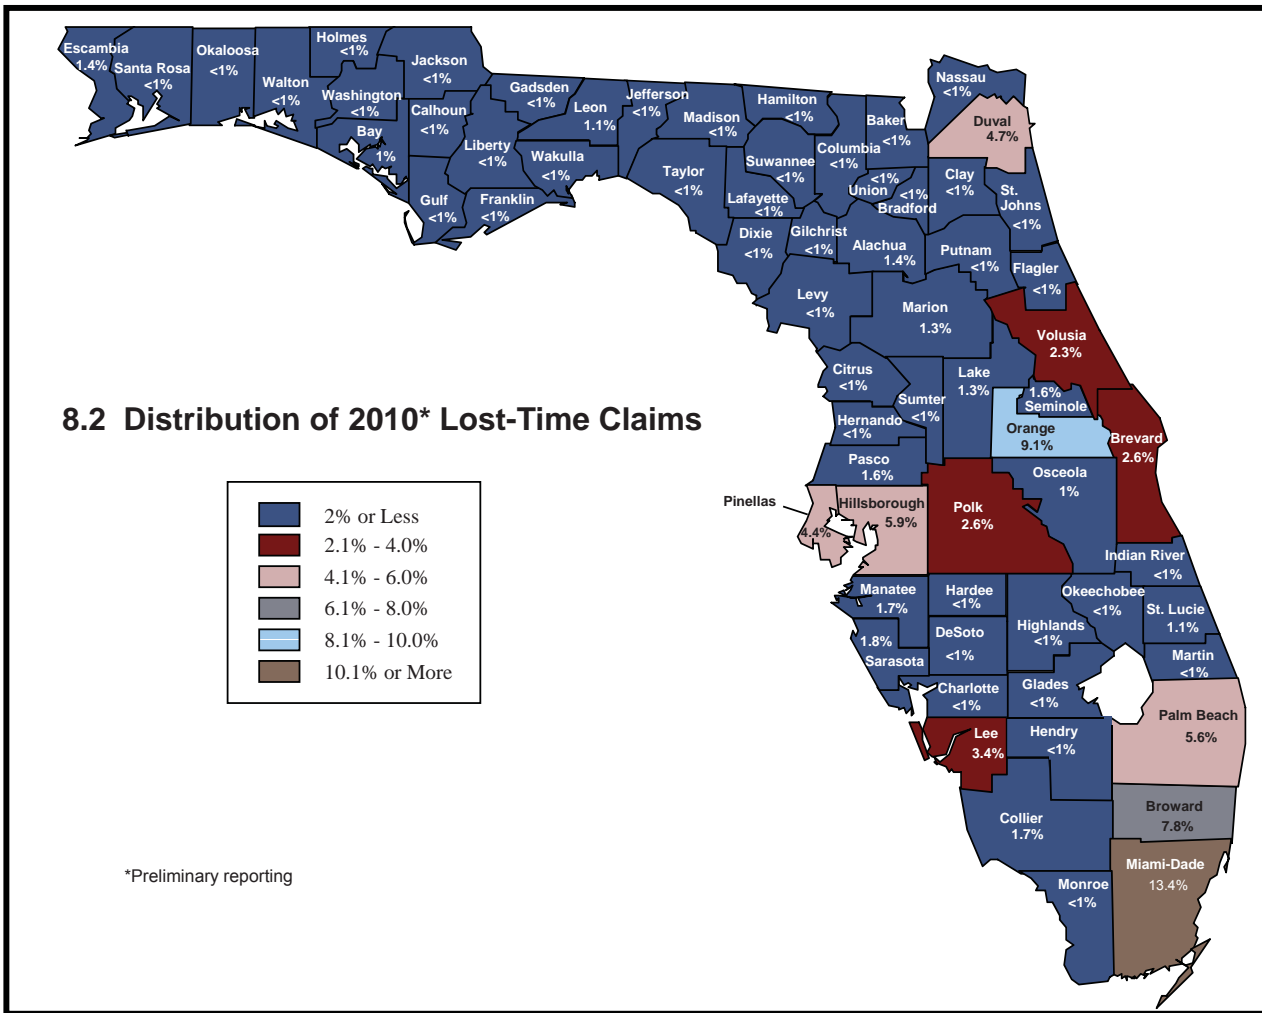 Escambia
1.4%
Santa Rosa
<1%
Okaloosa
<1%
Walton
<1%
Holmes
<1%
Washington
<1%
Bay
1%
Jackson
<1%
Calhoun
<1%
Gulf
<1%
Gadsden
<1%
Liberty
<1%
Franklin
<1%
Leon
1.1%
Wakulla
<1%
Jefferson
<1%
Madison
<1%
Taylor
<1%
Hamilton
<1%
Suwannee
<1%
Lafayette
<1%
Dixie
<1%
Columbia
<1%
Gilchrist
<1%
Baker
<1%
<1%
Union
<1%
Bradford
Nassau
<1%
Duval
4.7%
Clay
<1%
St.
Johns
<1%
Alachua
1.4%
Putnam
<1%
Flagler
<1%
Levy
<1%
Marion
1.3%
Volusia
2.3%
Citrus
<1%
Sumter
<1%
Lake
1.3%
1.6%
Seminole
Orange
9.1%
Brevard
2.6%
8.2 Distribution of 2010* Lost-Time Claims
Hernando
<1%
Pasco
1.6%
Pinellas
4.4%
Hillsborough
5.9%
Polk
2.6%
Osceola
1%
Indian River
<1%
Manatee
1.7%
Hardee
<1%
Highlands
<1%
Okeechobee
<1%
St. Lucie
1.1%
1.8%
Sarasota
DeSoto
<1%
Martin
<1%
Charlotte
<1%
Glades
<1%
Palm Beach
5.6%
Lee
3.4%
Hendry
<1%
Broward
7.8%
Collier
1.7%
Miami-Dade
13.4%
Monroe
<1%
2% or Less
2.1% - 4.0%
4.1% - 6.0%
6.1% - 8.0%
8.1% - 10.0%
10.1% or More
*Preliminary reporting